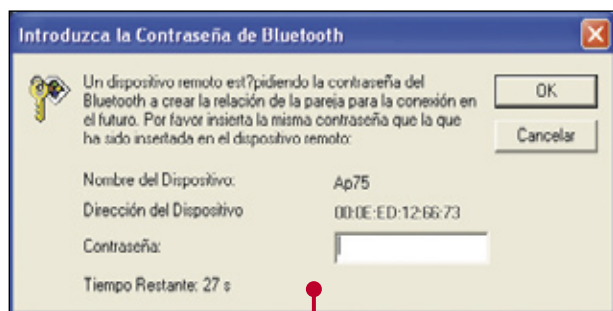 Introduzca la Contraseña de Bluetooth
Un dispositivo remoto est?pidiendo la contraseña del
Bluetooth a crear la relación de la pareja para la conexión en
el futuro. Por favor insierta la misma contraseña que la que
ha sido insertada en el dispositivo remoto:
OK
Cancelar
Nombre del Dispositivo: Ap75
Dirección del Dispositivo 00:0E:ED:12:66:73
Contraseña:
Tiempo Restante: 27 s